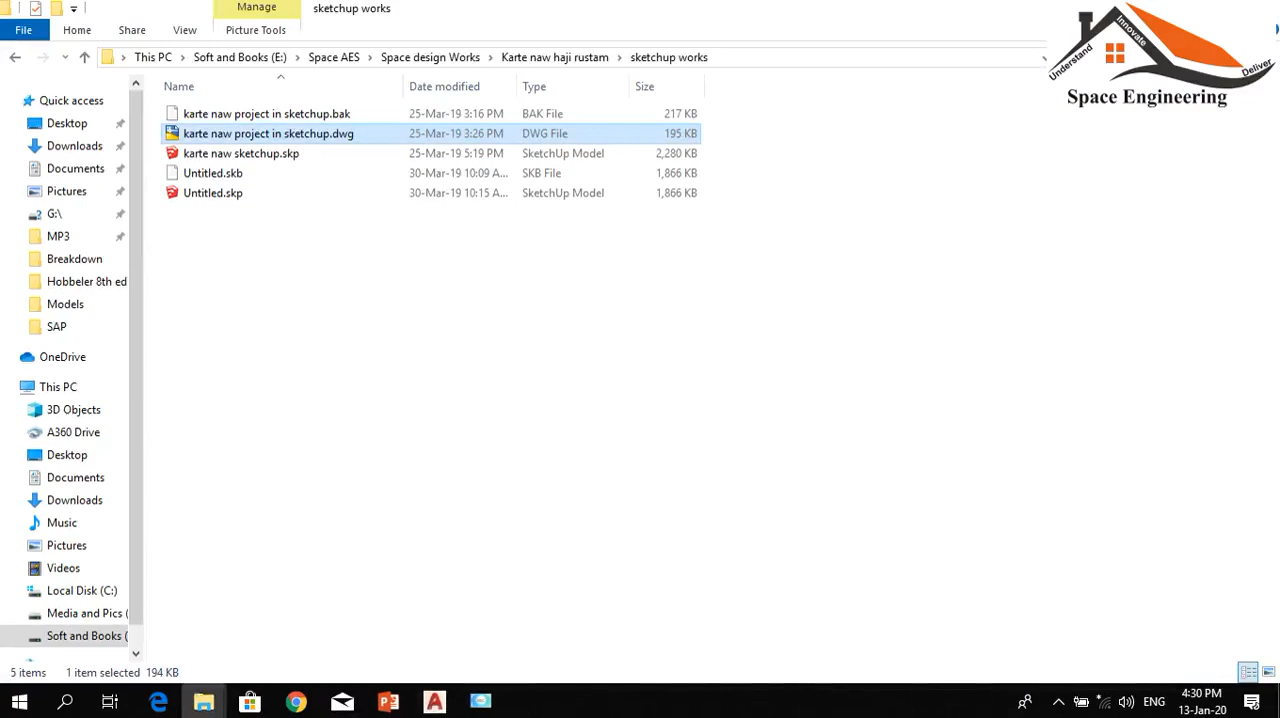 Manage
sketchup works
File
Home
Share
View
Picture Tools
This PC
Soft and Books (E:)
Space AES
Space design Works
Karte naw haji rustam
sketchup works
Understand
Innovate
Deliver
Space Engineering
Name
Date modified
Type
Size
karte naw project in sketchup.bak 25-Mar-19 3:16 PM BAK File 217 KB
karte naw project in sketchup.dwg 25-Mar-19 3:26 PM DWG File 195 KB
karte naw sketchup.skp 25-Mar-19 5:19 PM SketchUp Model 2,280 KB
Untitled.skb 30-Mar-19 10:09 A... SKB File 1,866 KB
Untitled.skp 30-Mar-19 10:15 A... SketchUp Model 1,866 KB
Quick access
Desktop
Downloads
Documents
Pictures
G:\
MP3
Breakdown
Hobbeler 8th ed
Models
SAP
OneDrive
This PC
3D Objects
A360 Drive
Desktop
Documents
Downloads
Music
Pictures
Videos
Local Disk (C:)
Media and Pics (
Soft and Books (
5 items 1 item selected 194 KB
ENG
4:30 PM
13-Jan-20